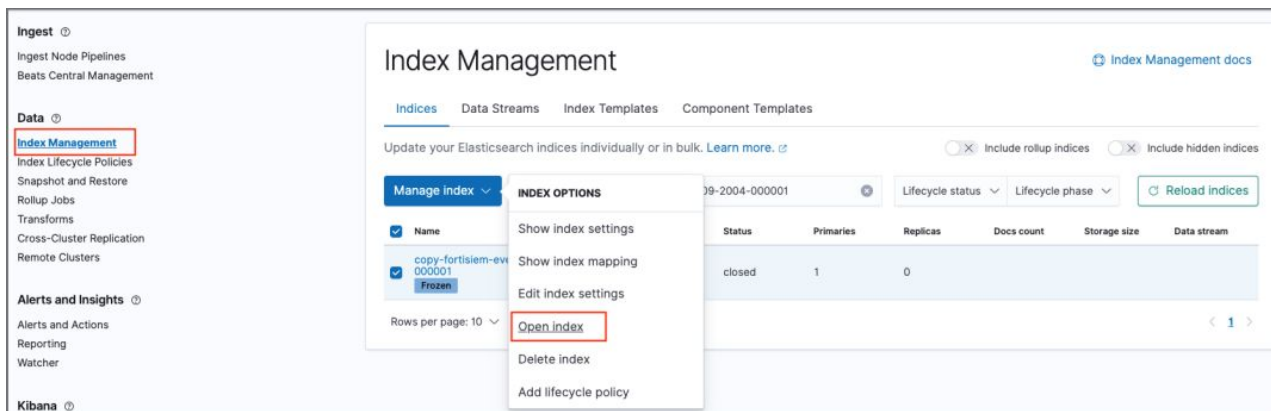 Ingest
Ingest Node Pipelines
Beats Central Management
Data
Index Management
Index Lifecycle Policies
Snapshot and Restore
Rollup Jobs
Transforms
Cross-Cluster Replication
Remote Clusters
Alerts and Insights
Alerts and Actions
Reporting
Watcher
Kibana
Index Management
Index Management docs
Indices Data Streams Index Templates Component Templates
Update your Elasticsearch indices individually or in bulk. Learn more.
Include rollup indices Include hidden indices
Manage index
09-2004-000001
Lifecycle status Lifecycle phase Reload indices
INDEX OPTIONS
Show index settings
Show index mapping
Edit index settings
Open index
Delete index
Add lifecycle policy
Name Status Primaries Replicas Docs count Storage size Data stream
copy-fortisiem-eve
000001
closed 1 0
Frozen
Rows per page: 10
1